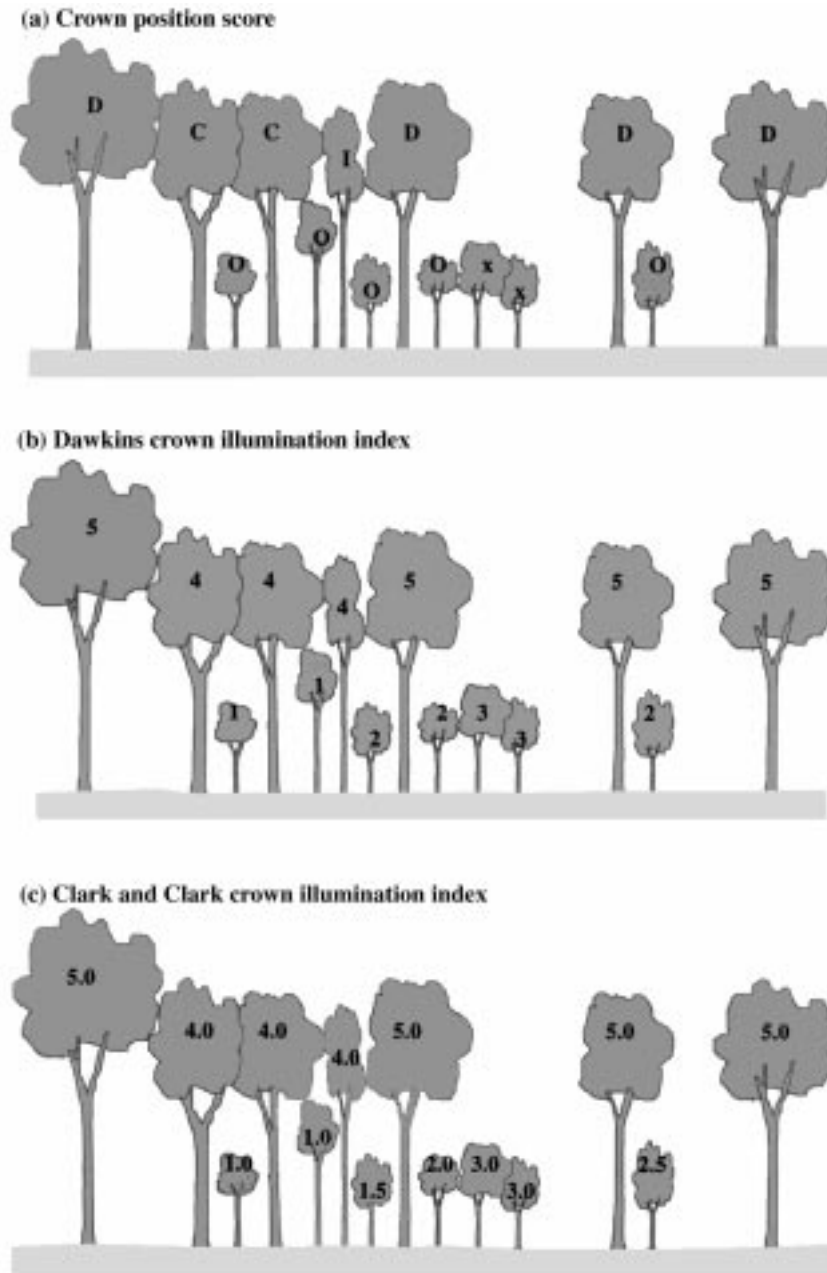 (a) Crown position score
D C C I D D D
O O O O x x O
(b) Dawkins crown illumination index
5 4 4 4 5 5 5
1 1 2 2 3 3 2
(c) Clark and Clark crown illumination index
5.0 4.0 4.0 4.0 5.0 5.0 5.0
1.0 1.0 1.5 2.0 3.0 3.0 2.5